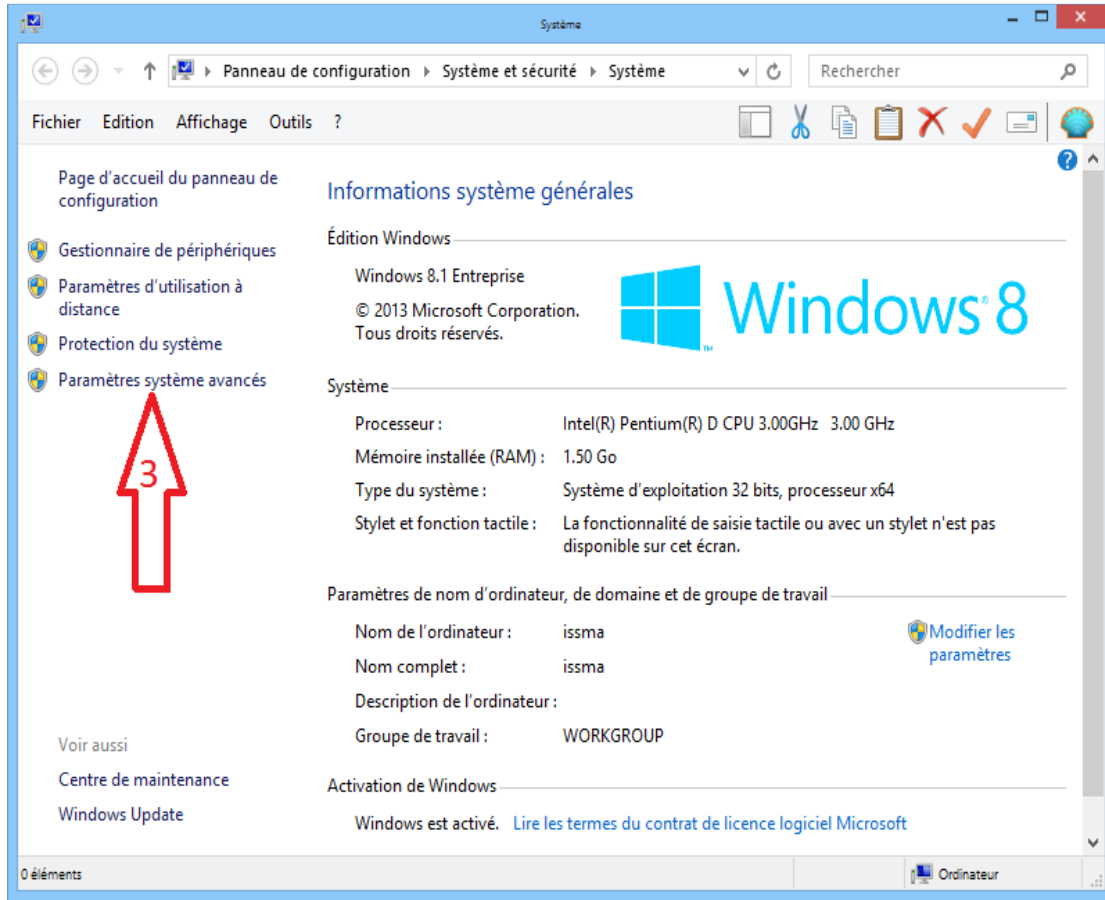 Système
Panneau de configuration Système et sécurité Système
Rechercher
Fichier Edition Affichage Outils ?
Page d'accueil du panneau de
configuration
Gestionnaire de périphériques
Paramètres d'utilisation à
distance
Protection du système
Paramètres système avancés
3
Voir aussi
Centre de maintenance
Windows Update
?
Informations système générales
Édition Windows
Windows 8.1 Entreprise
© 2013 Microsoft Corporation.
Tous droits réservés.
Windows® 8
TM
Système
Processeur : Intel(R) Pentium(R) D CPU 3.00GHz 3.00 GHz
Mémoire installée (RAM) : 1.50 Go
Type du système : Système d'exploitation 32 bits, processeur x64
Stylet et fonction tactile : La fonctionnalité de saisie tactile ou avec un stylet n'est pas
disponible sur cet écran.
Paramètres de nom d'ordinateur, de domaine et de groupe de travail
Nom de l'ordinateur : issma
Modifier les
paramètres
Nom complet : issma
Description de l'ordinateur :
Groupe de travail : WORKGROUP
Activation de Windows
Windows est activé. Lire les termes du contrat de licence logiciel Microsoft
0 éléments
Ordinateur